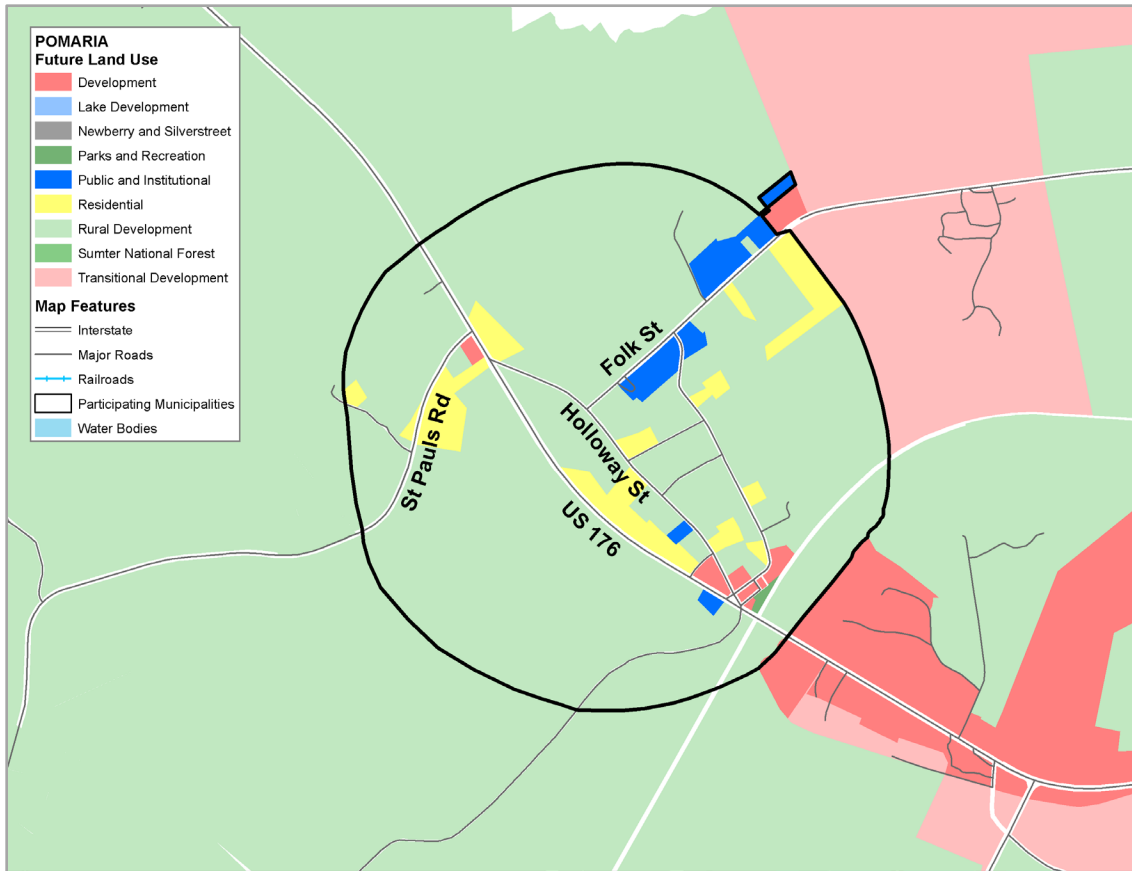 POMARIA
Future Land Use
Development
Lake Development
Newberry and Silverstreet
Parks and Recreation
Public and Institutional
Residential
Rural Development
Sumter National Forest
Transitional Development
Map Features
Interstate
Major Roads
Railroads
Participating Municipalities
Water Bodies
Folk St
Holloway St
St Pauls Rd
US 176